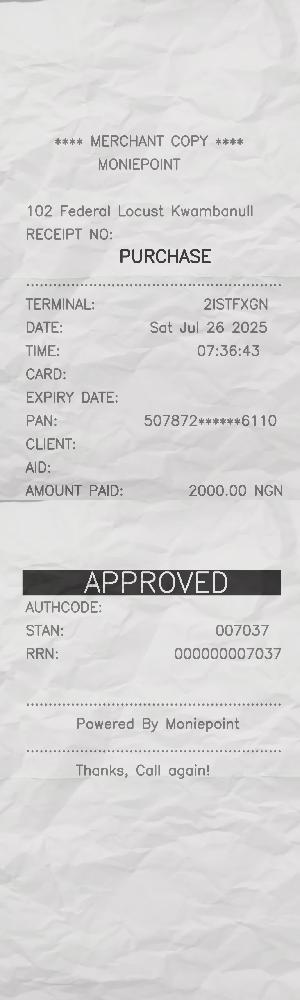 **** MERCHANT COPY ****
MONIEPOINT
102 Federal Locust Kwambanull
RECEIPT NO:
PURCHASE
TERMINAL: 2ISTFXGN
DATE: Sat Jul 26 2025
TIME: 07:36:43
CARD:
EXPIRY DATE:
PAN: 507872******6110
CLIENT:
AID:
AMOUNT PAID: 2000.00 NGN
APPROVED
AUTHCODE:
STAN: 007037
RRN: 000000007037
Powered By Moniepoint
Thanks, Call again!